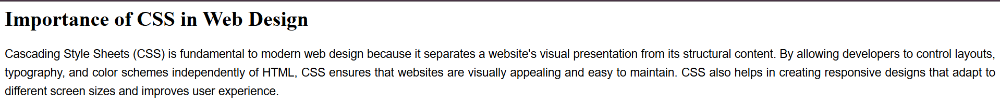 Importance of CSS in Web Design
Cascading Style Sheets (CSS) is fundamental to modern web design because it separates a website's visual presentation from its structural content. By allowing developers to control layouts,
typography, and color schemes independently of HTML, CSS ensures that websites are visually appealing and easy to maintain. CSS also helps in creating responsive designs that adapt to
different screen sizes and improves user experience.